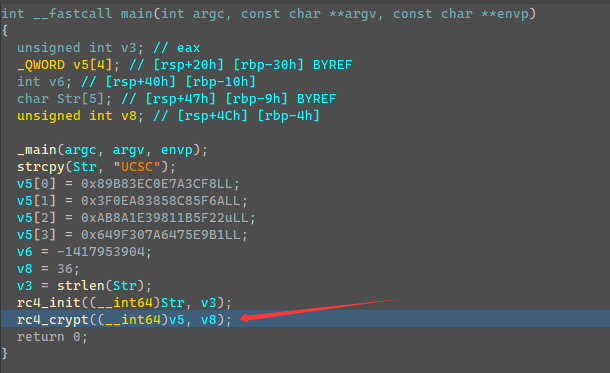 int __fastcall main(int argc, const char **argv, const char **envp)
{
unsigned int v3; // eax
_QWORD v5[4]; // [rsp+20h] [rbp-30h] BYREF
int v6; // [rsp+40h] [rbp-10h]
char Str[5]; // [rsp+47h] [rbp-9h] BYREF
unsigned int v8; // [rsp+4Ch] [rbp-4h]
_main(argc, argv, envp);
strcpy(Str, "UCSC");
v5[0] = 0x89B83EC0E7A3CF8LL;
v5[1] = 0x3F0EA83858C85F6ALL;
v5[2] = 0xAB8A1E39811B5F22uLL;
v5[3] = 0x649F307A6475E9B1LL;
v6 = -1417953904;
v8 = 36;
v3 = strlen(Str);
rc4_init((__int64)Str, v3);
rc4_crypt((__int64)v5, v8);
return 0;
}